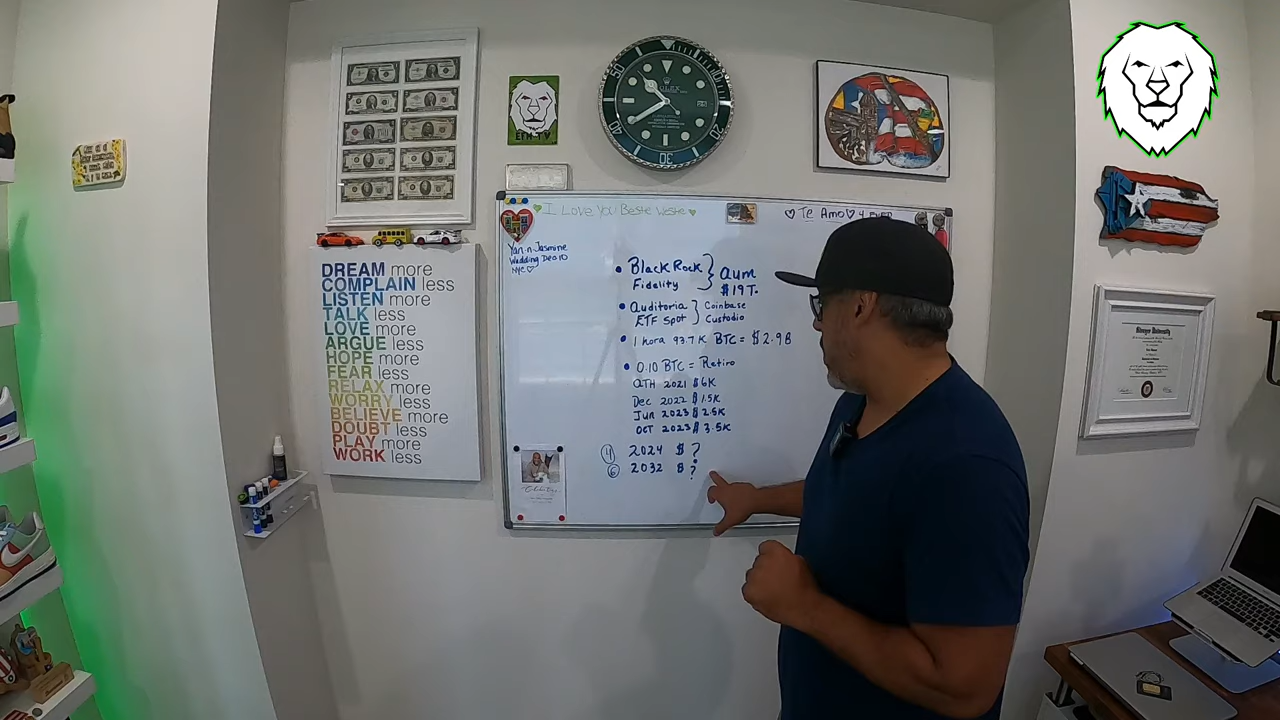 ETH TV
ROLEX
I Love You Beste Weste
Te Amo 4 EVER
Yan-n-Jasmine
Wedding Dec 10
NYC
• BlackRock
Fidelity } aum
$19T.
• Auditoria
ETF Spot } Coinbase
Custodio
• 1 hora 97.7K BTC = $2.9B
• 0.10 BTC = Retiro
ATH 2021 $6K
Dec 2022 $1.5K
Jun 2023 $2.5K
OCT 2023 $3.5K
(4) 2024 $?
(6) 2032 $?
DREAM more
COMPLAIN less
LISTEN more
TALK less
LOVE more
ARGUE less
HOPE more
FEAR less
RELAX more
WORRY less
BELIEVE more
DOUBT less
PLAY more
WORK less